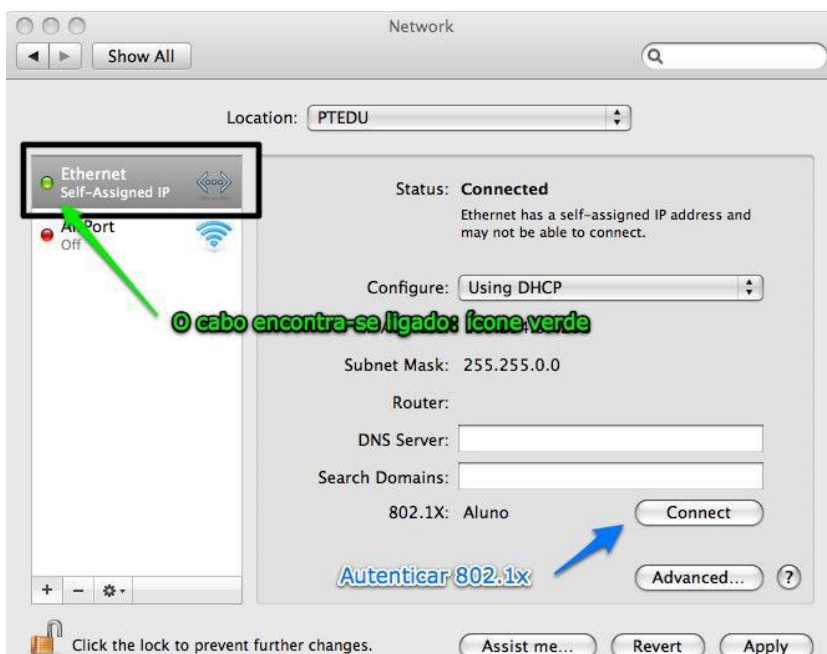 Network
Show All
Location: PTEDU
Ethernet
Self-Assigned IP
AirPort
Off
Status: Connected
Ethernet has a self-assigned IP address and
may not be able to connect.
Configure: Using DHCP
O cabo encontra-se ligado: ícone verde
Subnet Mask: 255.255.0.0
Router:
DNS Server:
Search Domains:
802.1X: Aluno
Connect
Autenticar 802.1x
Advanced... ?
+ −
Click the lock to prevent further changes.
Assist me... Revert Apply